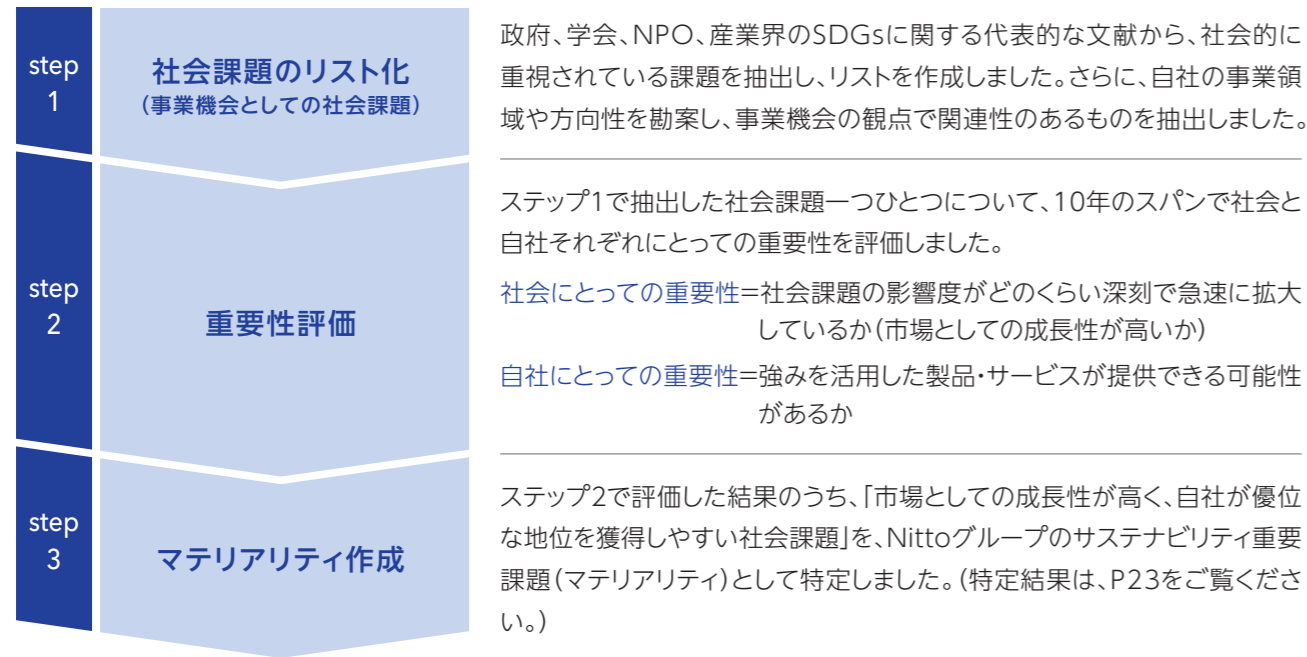 step
1
社会課題のリスト化
(事業機会としての社会課題)
政府、学会、NPO、産業界のSDGsに関する代表的な文献から、社会的に
重視されている課題を抽出し、リストを作成しました。さらに、自社の事業領
域や方向性を勘案し、事業機会の観点で関連性のあるものを抽出しました。
step
2
重要性評価
ステップ1で抽出した社会課題一つひとつについて、10年のスパンで社会と
自社それぞれにとっての重要性を評価しました。
社会にとっての重要性=社会課題の影響度がどのくらい深刻で急速に拡大
しているか(市場としての成長性が高いか)
自社にとっての重要性=強みを活用した製品・サービスが提供できる可能性
があるか
step
3
マテリアリティ作成
ステップ2で評価した結果のうち、「市場としての成長性が高く、自社が優位
な地位を獲得しやすい社会課題」を、Nittoグループのサステナビリティ重要
課題(マテリアリティ)として特定しました。(特定結果は、P23をご覧くださ
い。)